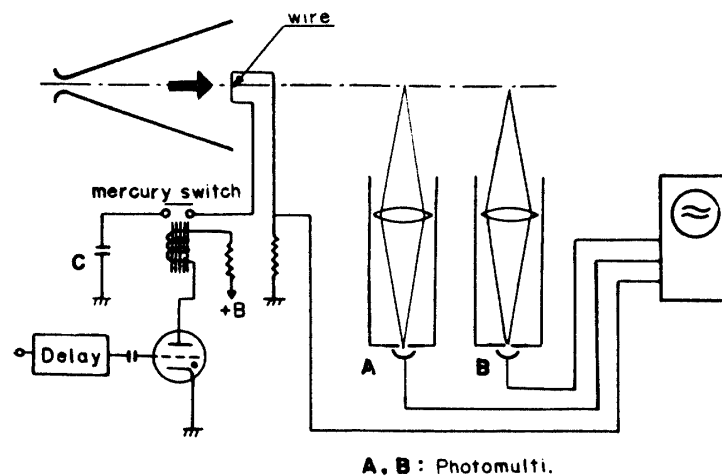 wire
mercury switch
C
+B
Delay
A
B
A, B : Photomulti.